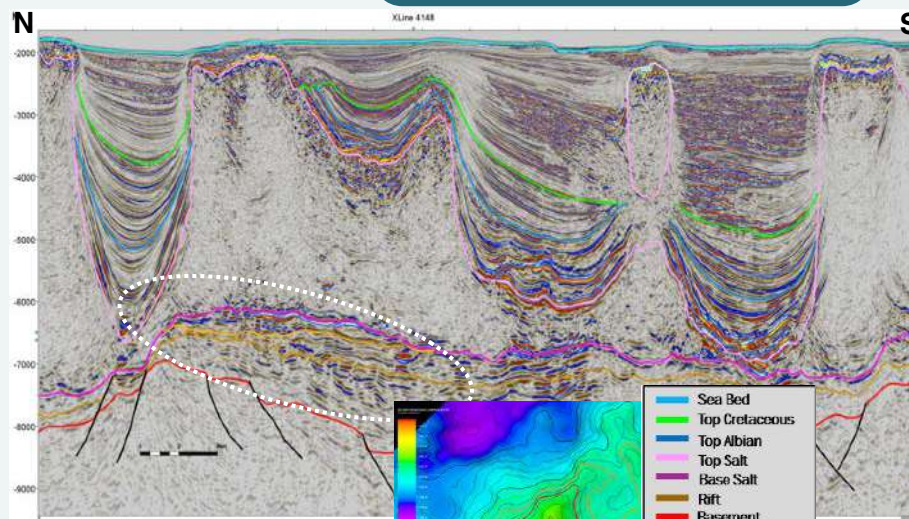 XLine 4148
N
S
-2000
-3000
-4000
-5000
-6000
-7000
-8000
-9000
Sea Bed
Top Cretaceous
Top Albian
Top Salt
Base Salt
Rift
Basement